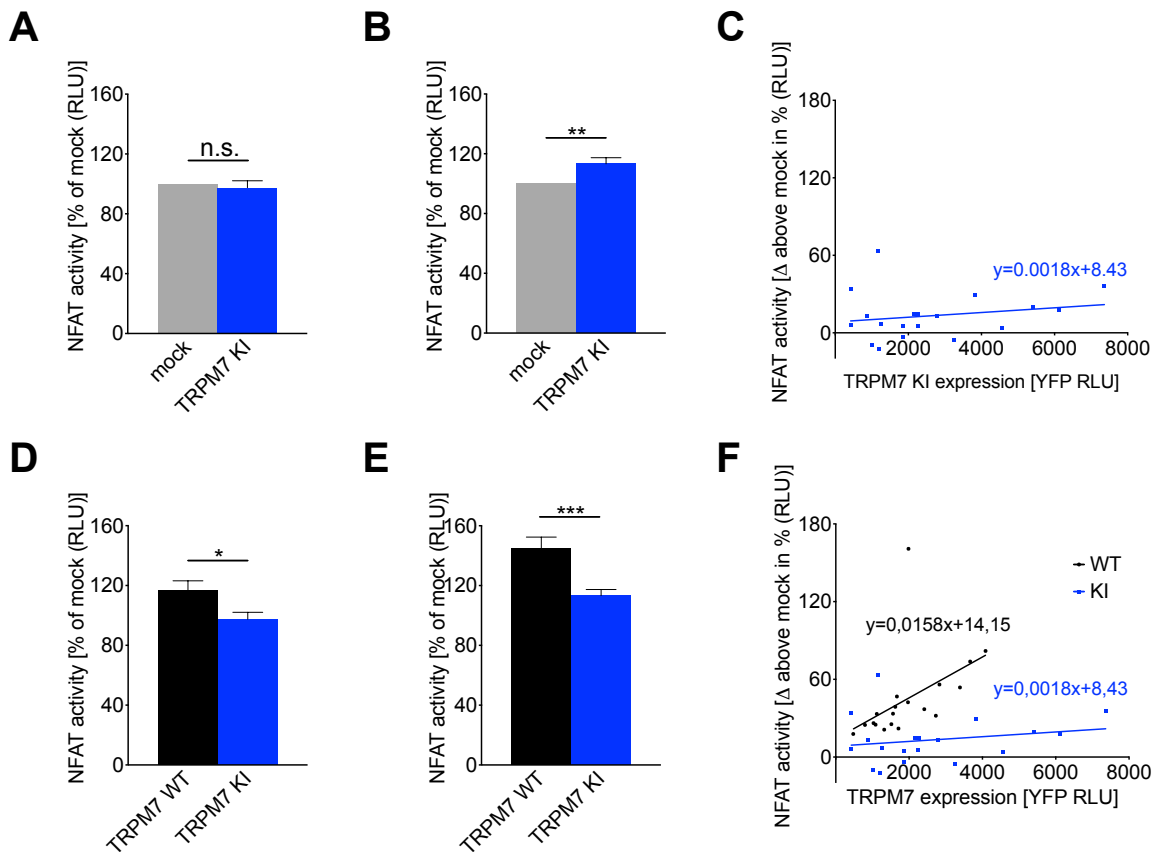 A
NFAT activity [% of mock (RLU)]
160
120
80
40
0
n.s.
mock
TRPM7 KI
B
NFAT activity [% of mock (RLU)]
160
120
80
40
0
**
mock
TRPM7 KI
C
NFAT activity [Δ above mock in % (RLU)]
180
120
60
0
y=0.0018x+8.43
2000 4000 6000 8000
TRPM7 KI expression [YFP RLU]
D
NFAT activity [% of mock (RLU)]
160
120
80
40
0
*
TRPM7 WT
TRPM7 KI
E
NFAT activity [% of mock (RLU)]
160
120
80
40
0
***
TRPM7 WT
TRPM7 KI
F
NFAT activity [Δ above mock in % (RLU)]
180
120
60
0
WT
KI
y=0,0158x+14,15
y=0,0018x+8,43
2000 4000 6000 8000
TRPM7 expression [YFP RLU]